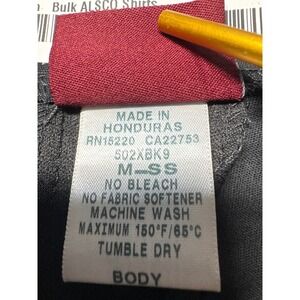 Bulk ALSCO Shirts
MADE IN
HONDURAS
RN15220 CA22753
502XBK9
M-SS
NO BLEACH
NO FABRIC SOFTENER
MACHINE WASH
MAXIMUM 150°F/65°C
TUMBLE DRY
BODY